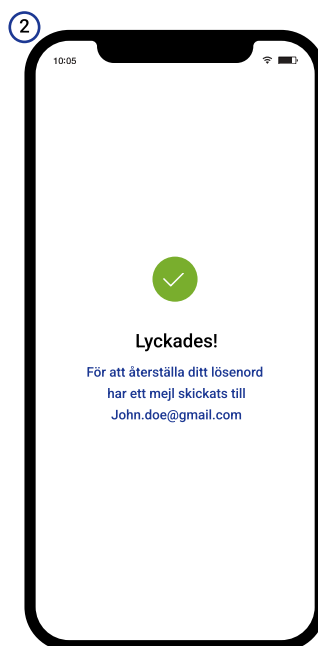 2
10:05
Lyckades!
För att återställa ditt lösenord
har ett mejl skickats till
John.doe@gmail.com